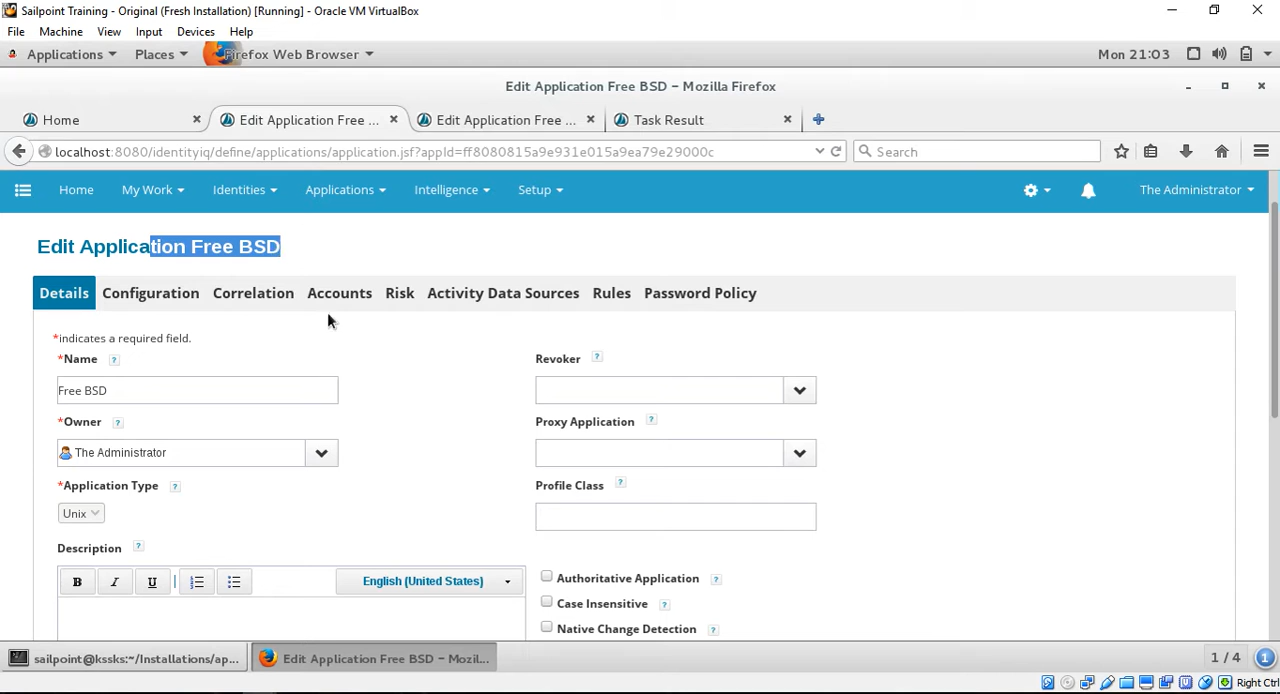 Sailpoint Training - Original (Fresh Installation) [Running] - Oracle VM VirtualBox
File Machine View Input Devices Help
Applications Places Firefox Web Browser Mon 21:03
Edit Application Free BSD - Mozilla Firefox
Home Edit Application Free ... Edit Application Free ... Task Result
localhost:8080/identityiq/define/applications/application.jsf?appId=ff8080815a9e931e015a9ea79e29000c Search
Home My Work Identities Applications Intelligence Setup The Administrator
Edit Application Free BSD
Details Configuration Correlation Accounts Risk Activity Data Sources Rules Password Policy
*indicates a required field.
*Name ? Revoker ?
Free BSD
*Owner ? Proxy Application ?
The Administrator
*Application Type ? Profile Class ?
Unix
Description ?
B I U English (United States) Authoritative Application ?
Case Insensitive ?
Native Change Detection ?
sailpoint@kssks:~/Installations/ap... Edit Application Free BSD - Mozil... 1 / 4 1
Right Ctrl